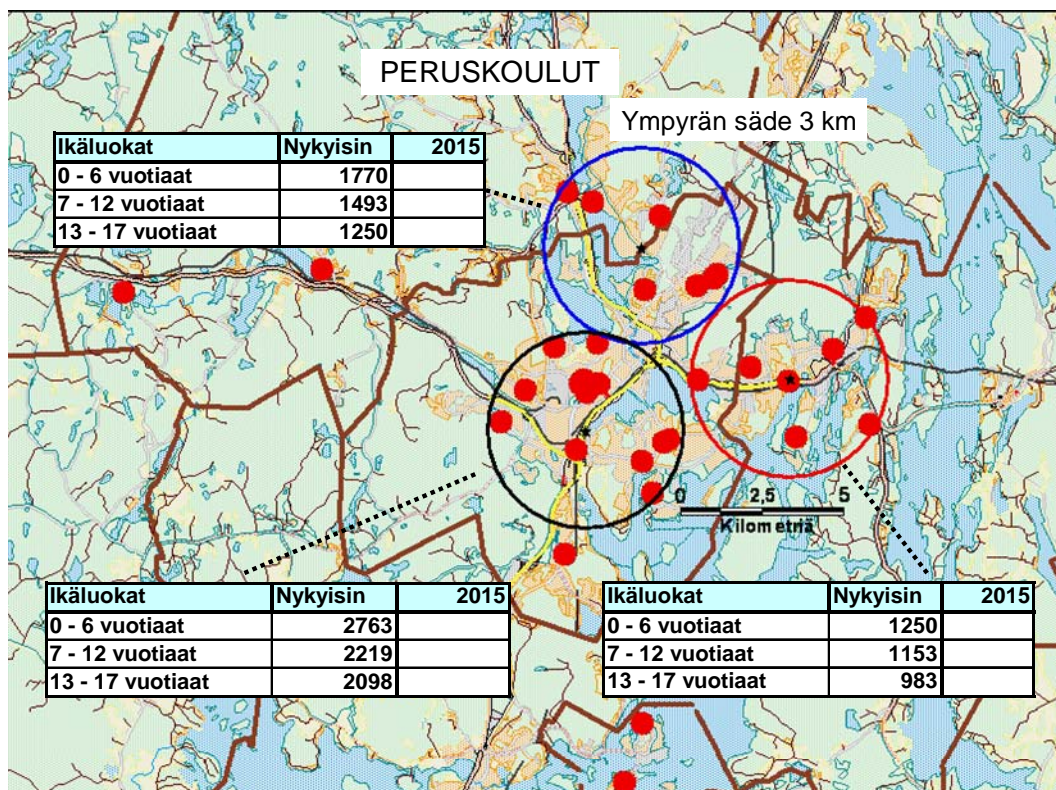 PERUSKOULUT
Ympyrän säde 3 km
Ikäluokat Nykyisin 2015
0 - 6 vuotiaat 1770
7 - 12 vuotiaat 1493
13 - 17 vuotiaat 1250
0 2,5 5
Kilometriä
Ikäluokat Nykyisin 2015
0 - 6 vuotiaat 2763
7 - 12 vuotiaat 2219
13 - 17 vuotiaat 2098
Ikäluokat Nykyisin 2015
0 - 6 vuotiaat 1250
7 - 12 vuotiaat 1153
13 - 17 vuotiaat 983